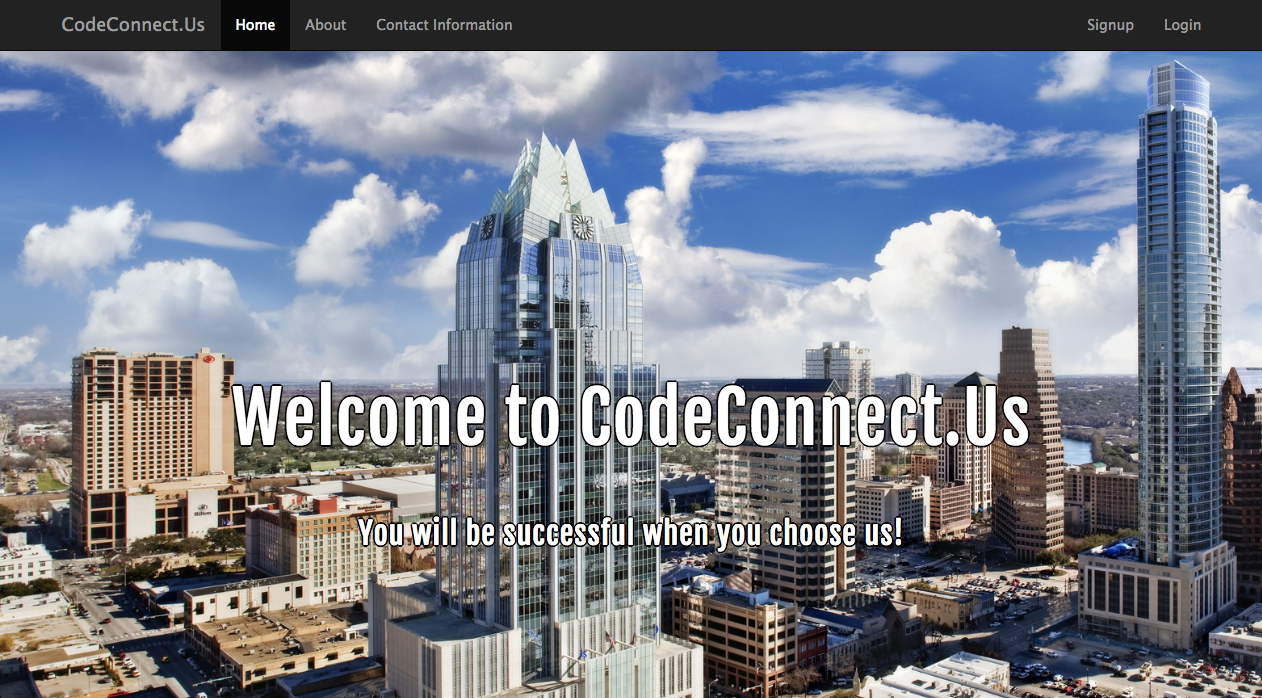 CodeConnect.Us Home About Contact Information Signup Login
Welcome to CodeConnect.Us
You will be successful when you choose us!
Hilton